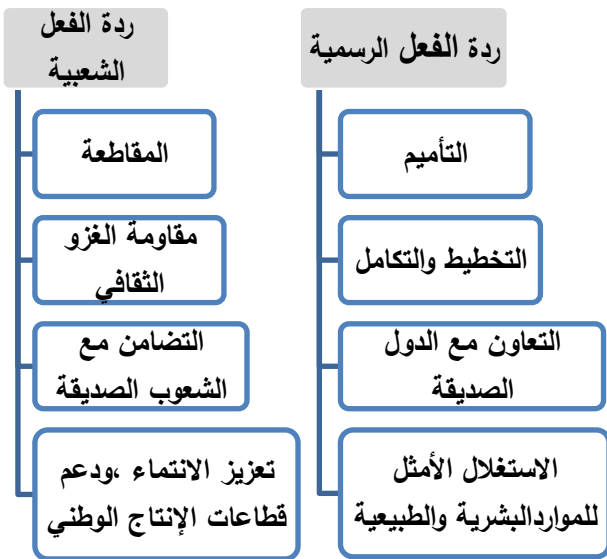 ردة الفعل الرسمية
التأميم
التخطيط والتكامل
التعاون مع الدول
الصديقة
الاستغلال الأمثل
للمواردالبشرية والطبيعية
ردة الفعل
الشعبية
المقاطعة
مقاومة الغزو
الثقافي
التضامن مع
الشعوب الصديقة
تعزيز الانتماء ،ودعم
قطاعات الإنتاج الوطني